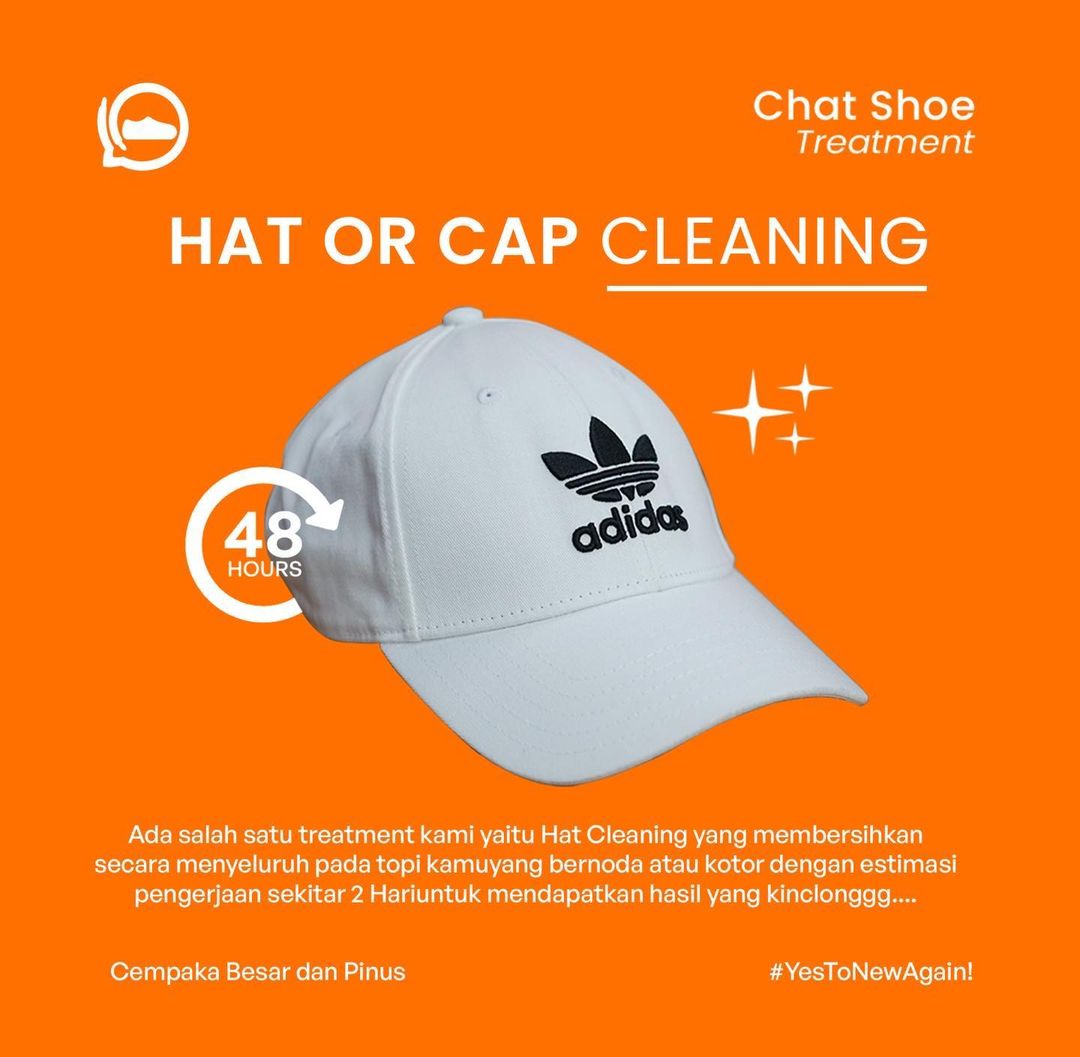 Chat Shoe
Treatment
HAT OR CAP CLEANING
adidas
48
HOURS
Ada salah satu treatment kami yaitu Hat Cleaning yang membersihkan
secara menyeluruh pada topi kamuyang bernoda atau kotor dengan estimasi
pengerjaan sekitar 2 Hariuntuk mendapatkan hasil yang kinclonggg....
Cempaka Besar dan Pinus
#YesToNewAgain!